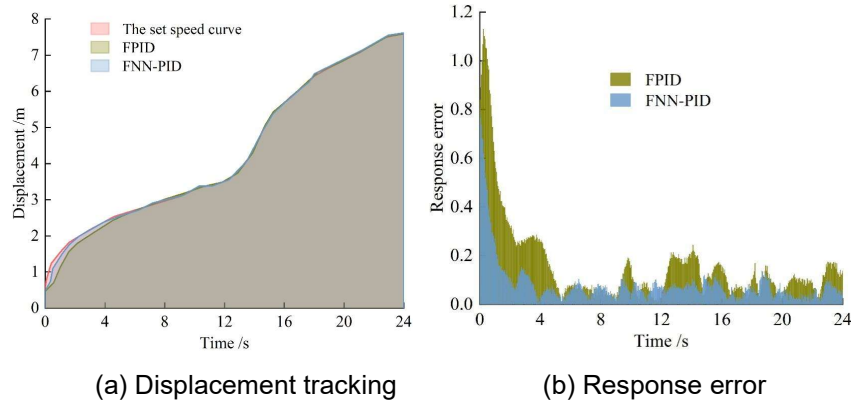 8
7
6
5
4
3
2
1
0
Displacement /m
The set speed curve
FPID
FNN-PID
0 4 8 12 16 20 24
Time /s
(a) Displacement tracking
1.2
1.0
0.8
0.6
0.4
0.2
0.0
Response error
FPID
FNN-PID
0 4 8 12 16 20 24
Time /s
(b) Response error